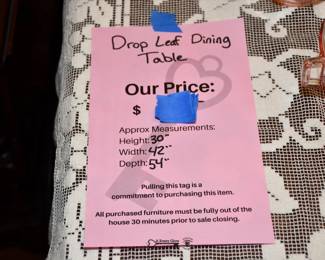 Drop Leaf Dining
Table
Our Price:
$
Approx Measurements:
Height: 30"
Width: 42"
Depth: 54"
Pulling this tag is a
commitment to purchasing this item.
All purchased furniture must be fully out of the
house 30 minutes prior to sale closing.